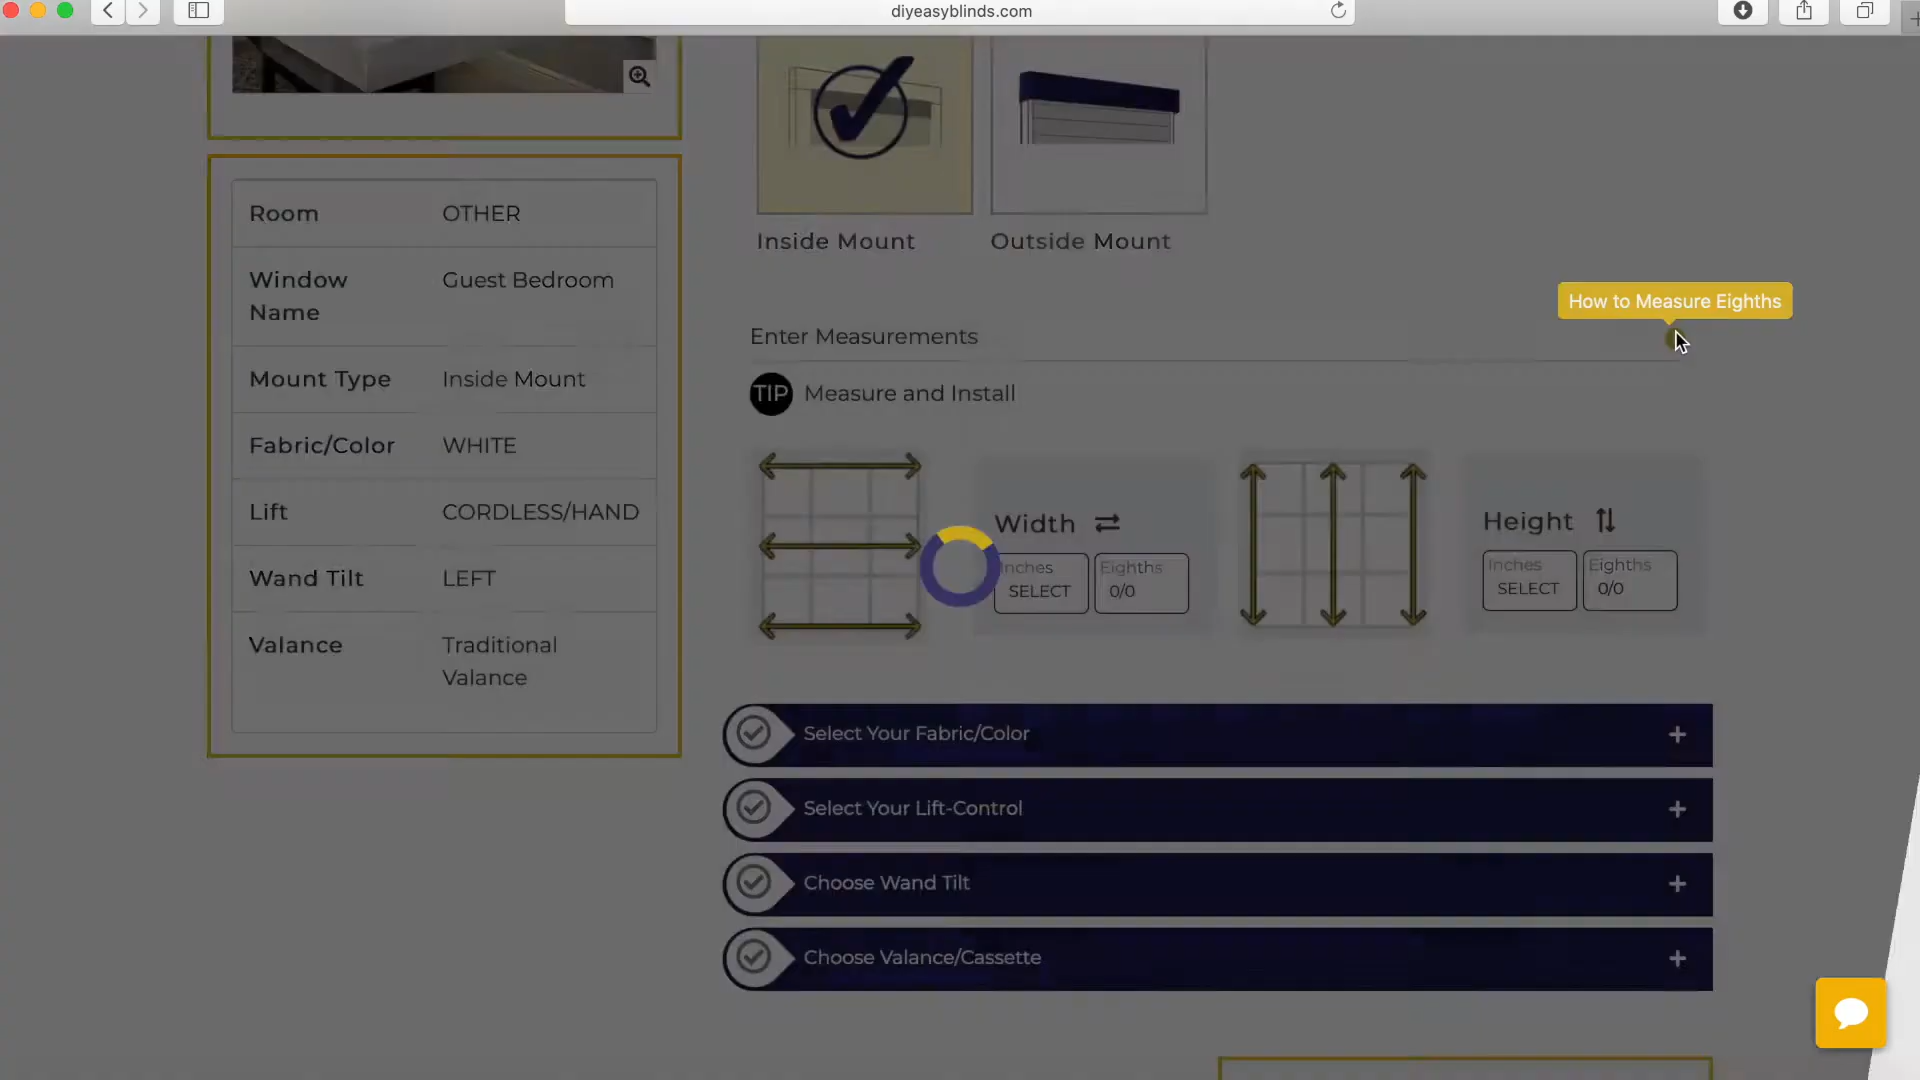 diyeasyblinds.com
Inside Mount
Outside Mount
Room OTHER
Window Name Guest Bedroom
Mount Type Inside Mount
Fabric/Color WHITE
Lift CORDLESS/HAND
Wand Tilt LEFT
Valance Traditional Valance
How to Measure Eighths
Enter Measurements
TIP Measure and Install
Width
Inches Eighths
SELECT 0/0
Height
Inches Eighths
SELECT 0/0
Select Your Fabric/Color
Select Your Lift-Control
Choose Wand Tilt
Choose Valance/Cassette